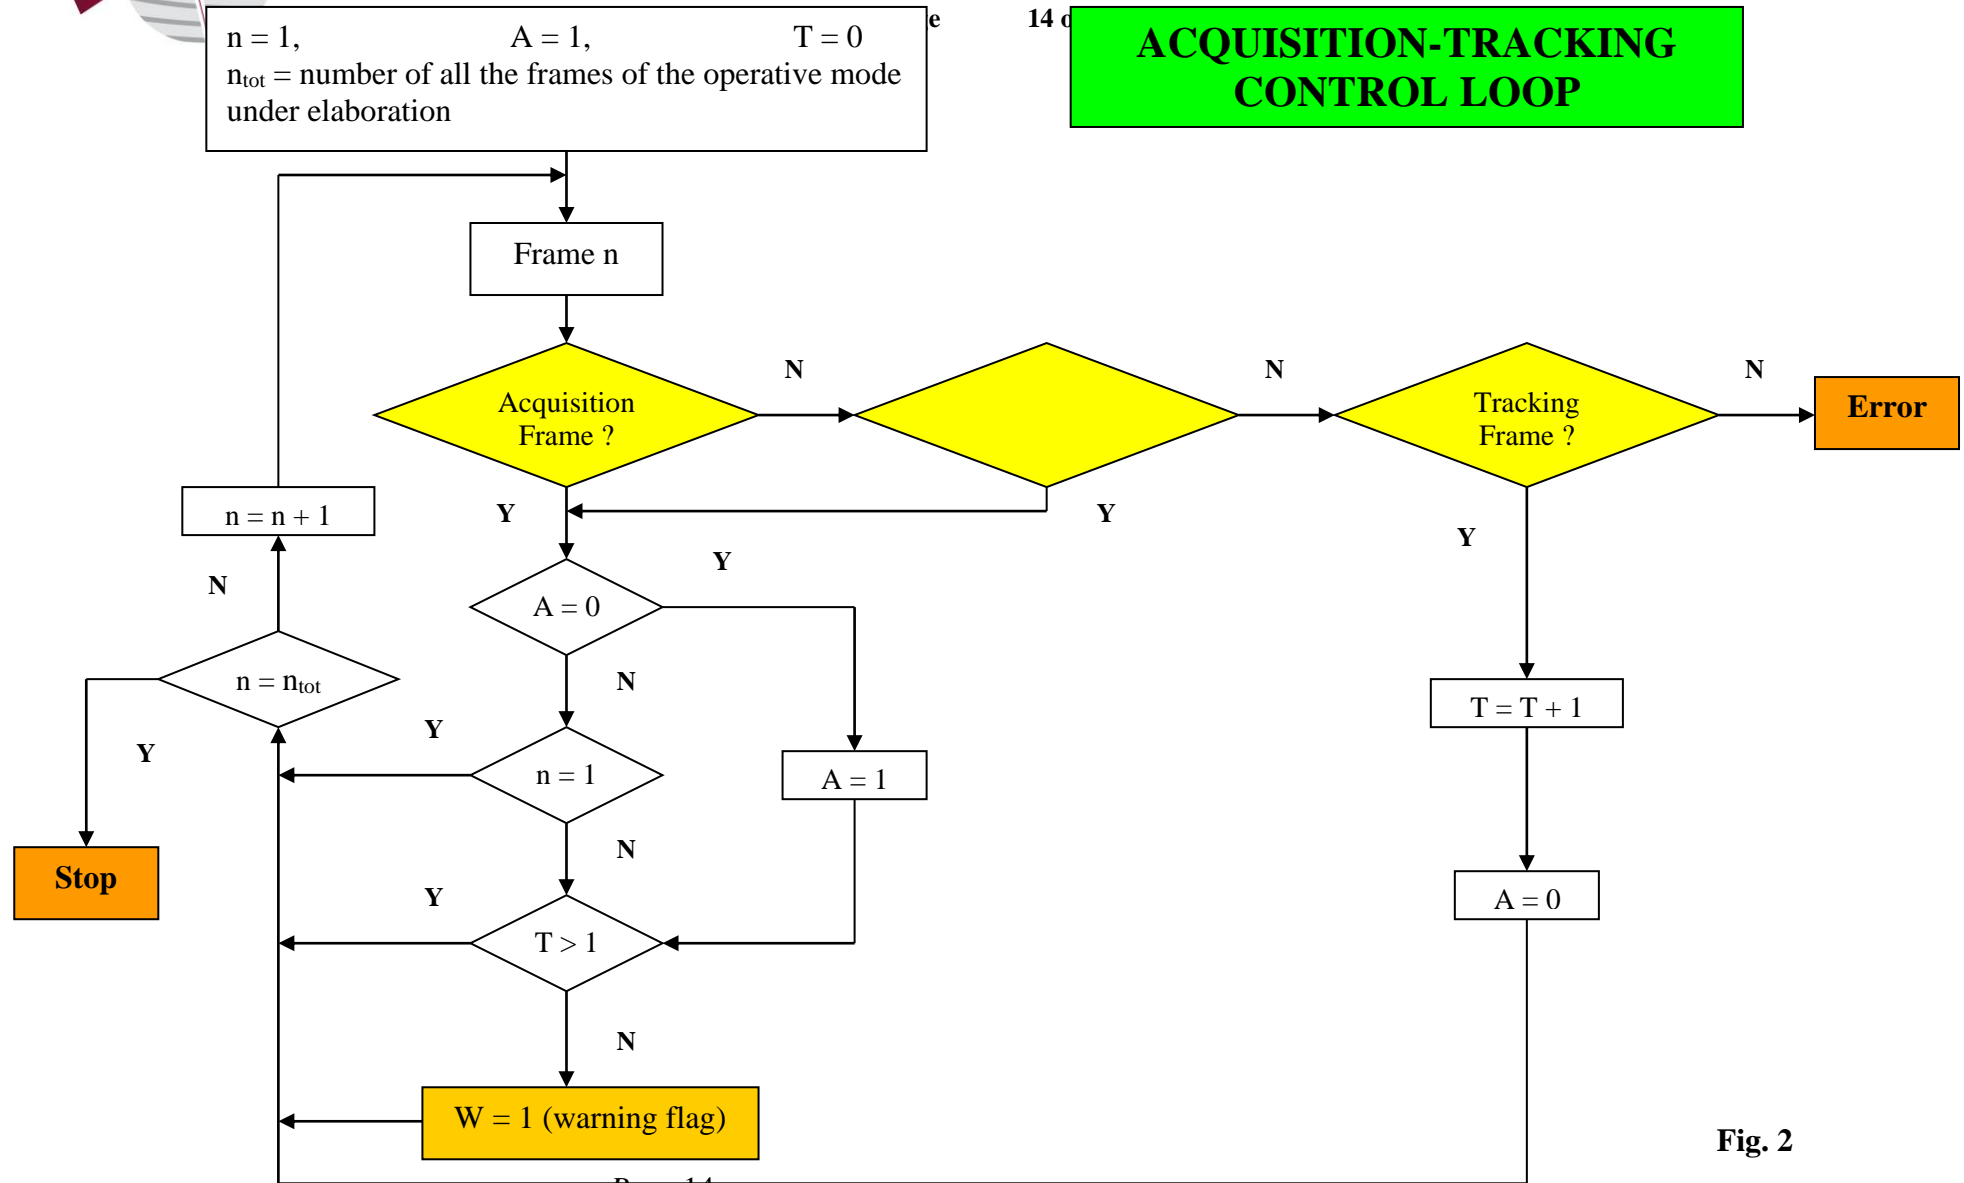 14
n = 1, A = 1, T = 0
ntot = number of all the frames of the operative mode
under elaboration
ACQUISITION-TRACKING
CONTROL LOOP
Frame n
Acquisition
Frame ?
N
N
Tracking
Frame ?
N
Error
Y
Y
Y
n = n + 1
N
A = 0
Y
N
n = ntot
Y
Y
n = 1
N
A = 1
T = T + 1
A = 0
Stop
Y
T > 1
N
W = 1 (warning flag)
Fig. 2